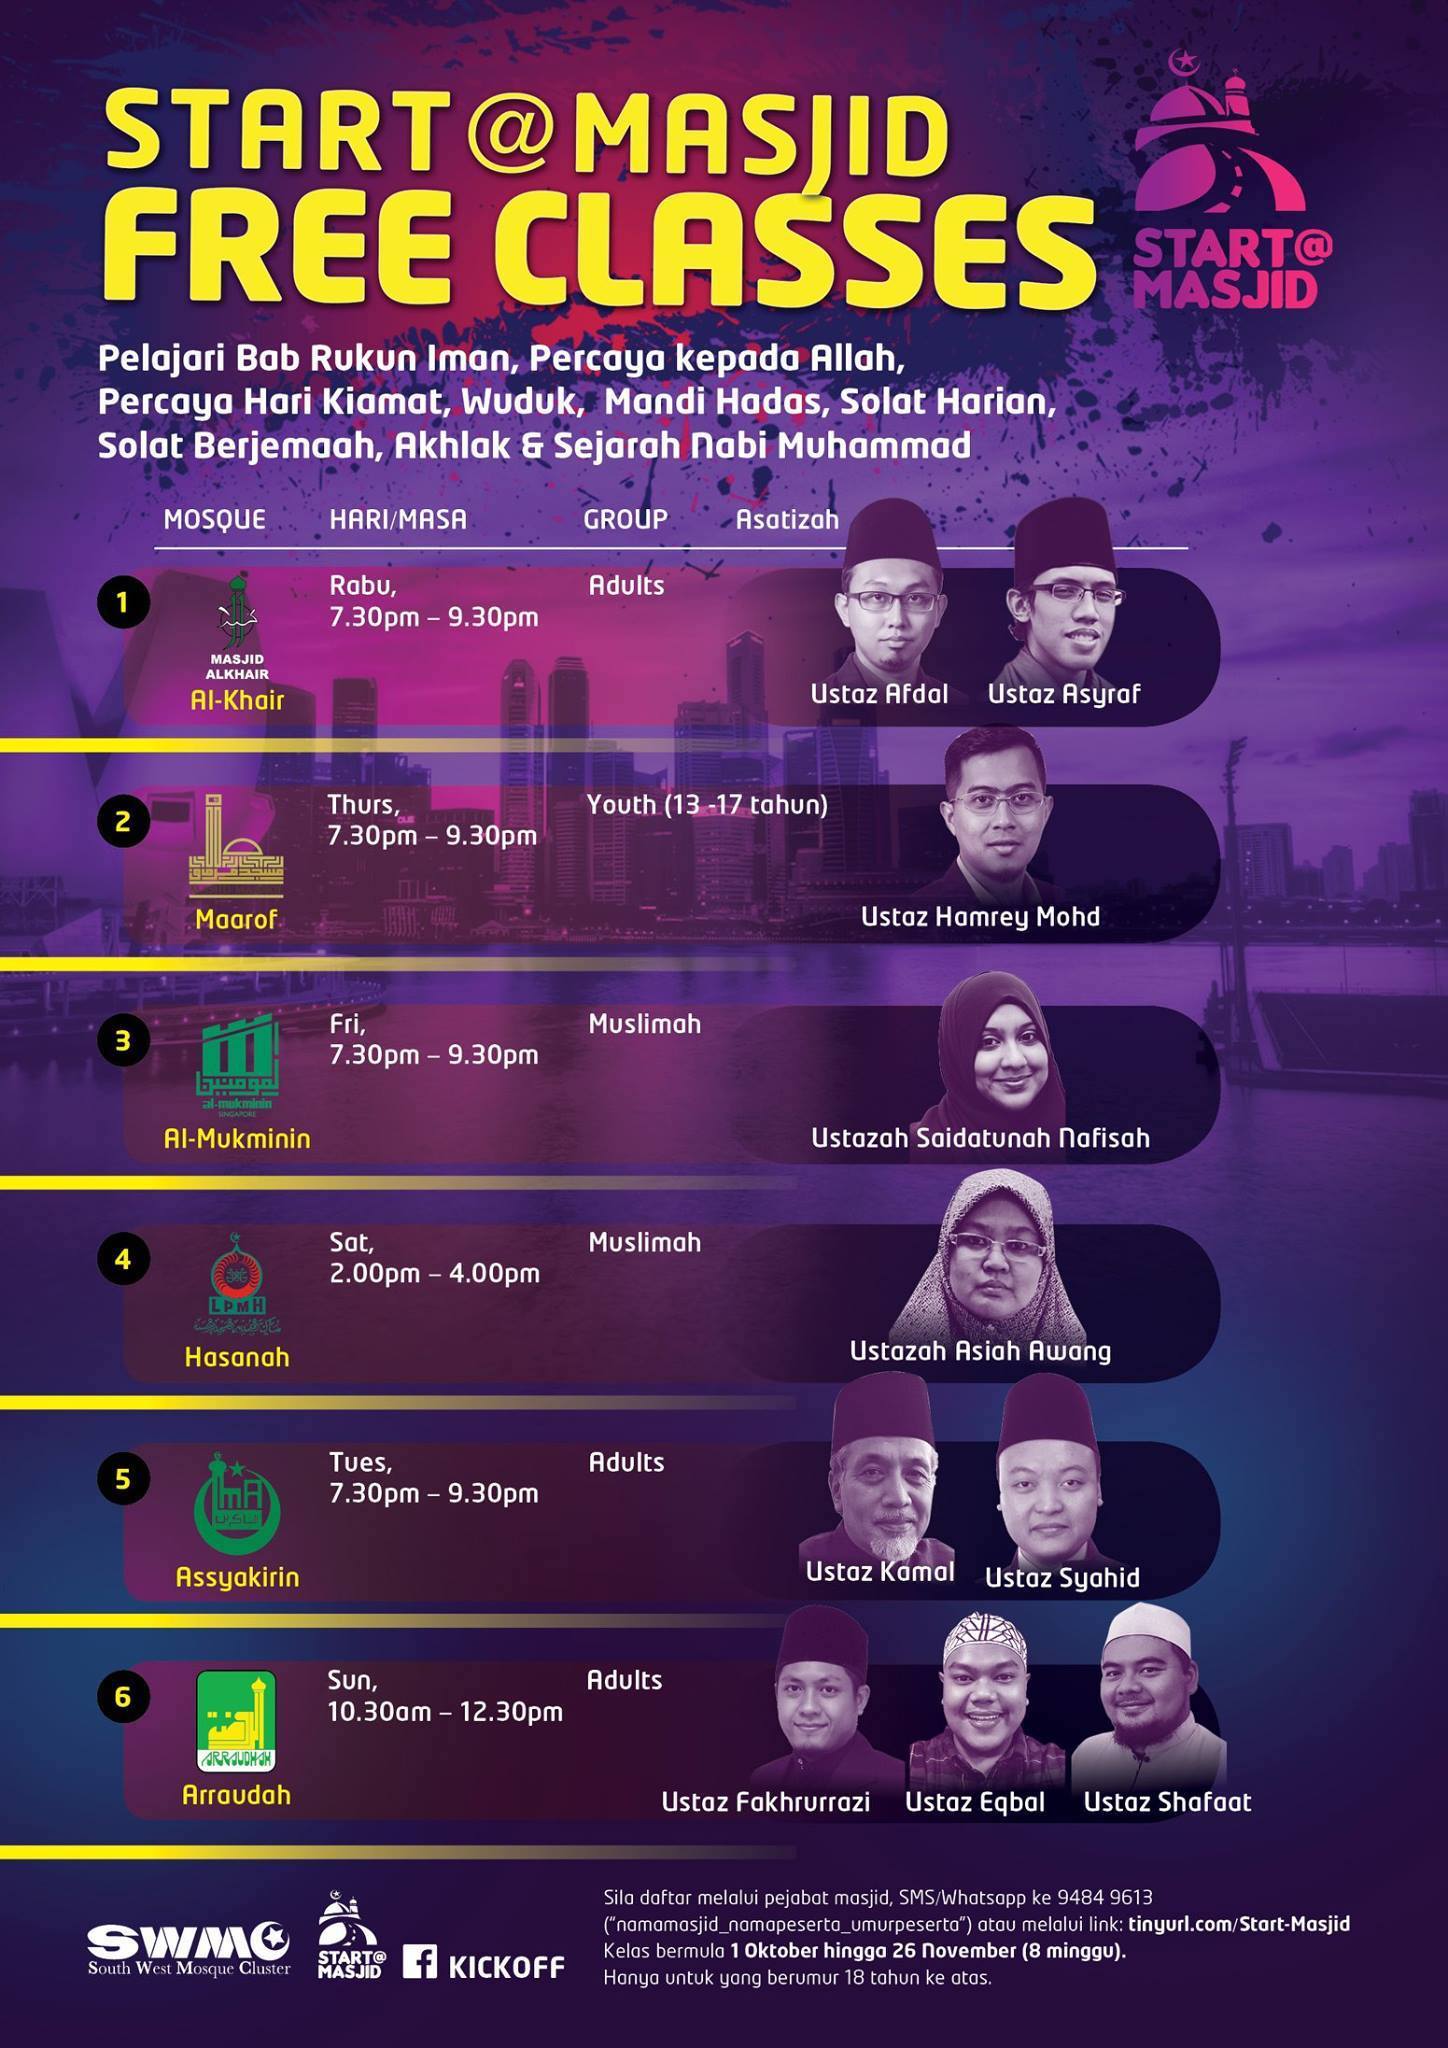 START@MASJID
FREE CLASSES
START@
MASJID
Pelajari Bab Rukun Iman, Percaya kepada Allah,
Percaya Hari Kiamat, Wuduk, Mandi Hadas, Solat Harian,
Solat Berjemaah, Akhlak & Sejarah Nabi Muhammad
MOSQUE HARI/MASA GROUP Asatizah
1
MASJID
ALKHAIR
Al-Khair
Rabu,
7.30pm – 9.30pm
Adults
Ustaz Afdal Ustaz Asyraf
2
Maarof
Thurs,
7.30pm – 9.30pm
Youth (13 -17 tahun)
Ustaz Hamrey Mohd
3
al-mukminin
SINGAPORE
Al-Mukminin
Fri,
7.30pm – 9.30pm
Muslimah
Ustazah Saidatunah Nafisah
4
LPMH
Hasanah
Sat,
2.00pm – 4.00pm
Muslimah
Ustazah Asiah Awang
5
Assyakirin
Tues,
7.30pm – 9.30pm
Adults
Ustaz Kamal Ustaz Syahid
6
ARRAUDHAH
Arraudah
Sun,
10.30am – 12.30pm
Adults
Ustaz Fakhrurrazi Ustaz Eqbal Ustaz Shafaat
SWMC
South West Mosque Cluster
START@
MASJID
f KICKOFF
Sila daftar melalui pejabat masjid, SMS/Whatsapp ke 9484 9613
("namamasjid_namapeserta_umurpeserta") atau melalui link: tinyurl.com/Start-Masjid
Kelas bermula 1 Oktober hingga 26 November (8 minggu).
Hanya untuk yang berumur 18 tahun ke atas.